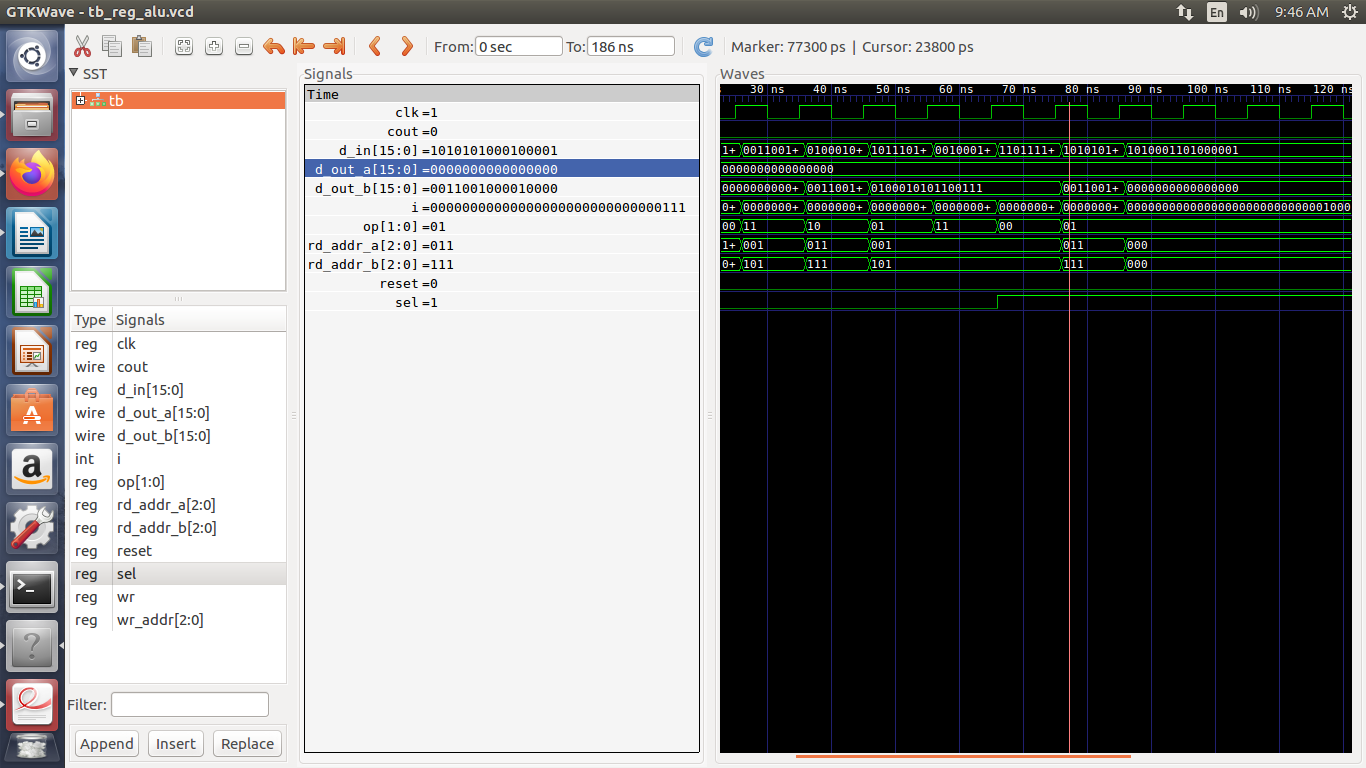 GTKWave - tb_reg_alu.vcd
En
9:46 AM
From: 0 sec To: 186 ns
Marker: 77300 ps | Cursor: 23800 ps
SST
tb
Type Signals
reg clk
wire cout
reg d_in[15:0]
wire d_out_a[15:0]
wire d_out_b[15:0]
int i
reg op[1:0]
reg rd_addr_a[2:0]
reg rd_addr_b[2:0]
reg reset
reg sel
reg wr
reg wr_addr[2:0]
Filter:
Append Insert Replace
Signals
Time
clk=1
cout=0
d_in[15:0]=1010101000100001
d_out_a[15:0]=0000000000000000
d_out_b[15:0]=0011001000010000
i=00000000000000000000000000000111
op[1:0]=01
rd_addr_a[2:0]=011
rd_addr_b[2:0]=111
reset=0
sel=1
Waves
30 ns 40 ns 50 ns 60 ns 70 ns 80 ns 90 ns 100 ns 110 ns 120 ns
1+ 0011001+ 0100010+ 1011101+ 0010001+ 1101111+ 1010101+ 1010001101000001
0000000000000000
0000000000+ 0011001+ 0100010101100111 0011001+ 0000000000000000
0+ 0000000+ 0000000+ 0000000+ 0000000+ 0000000+ 0000000+ 00000000000000000000000000001000
00 11 10 01 11 00 01
1+ 001 011 001 011 000
0+ 101 111 101 111 000